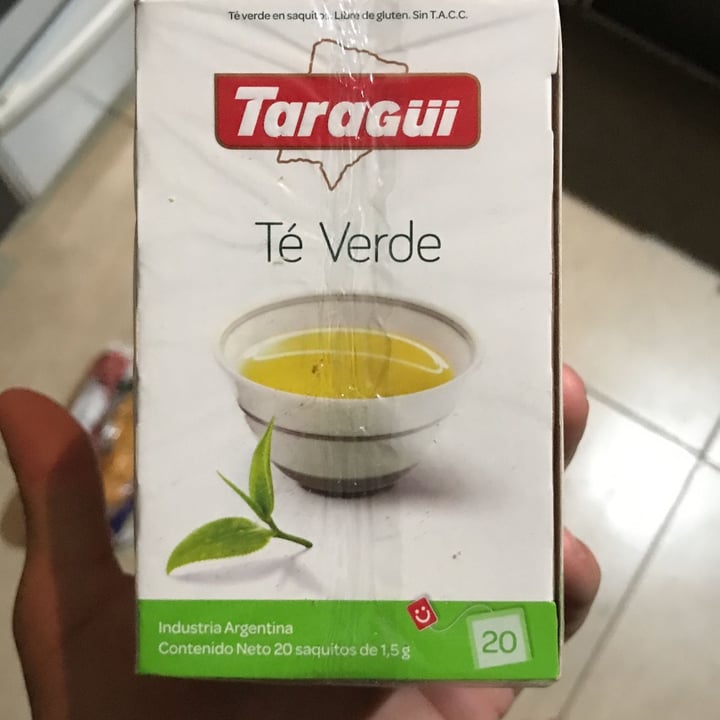 Té verde en saquitos. Libre de gluten. Sin T.A.C.C.
Taragüi
Té Verde
Industria Argentina
Contenido Neto 20 saquitos de 1,5 g
20